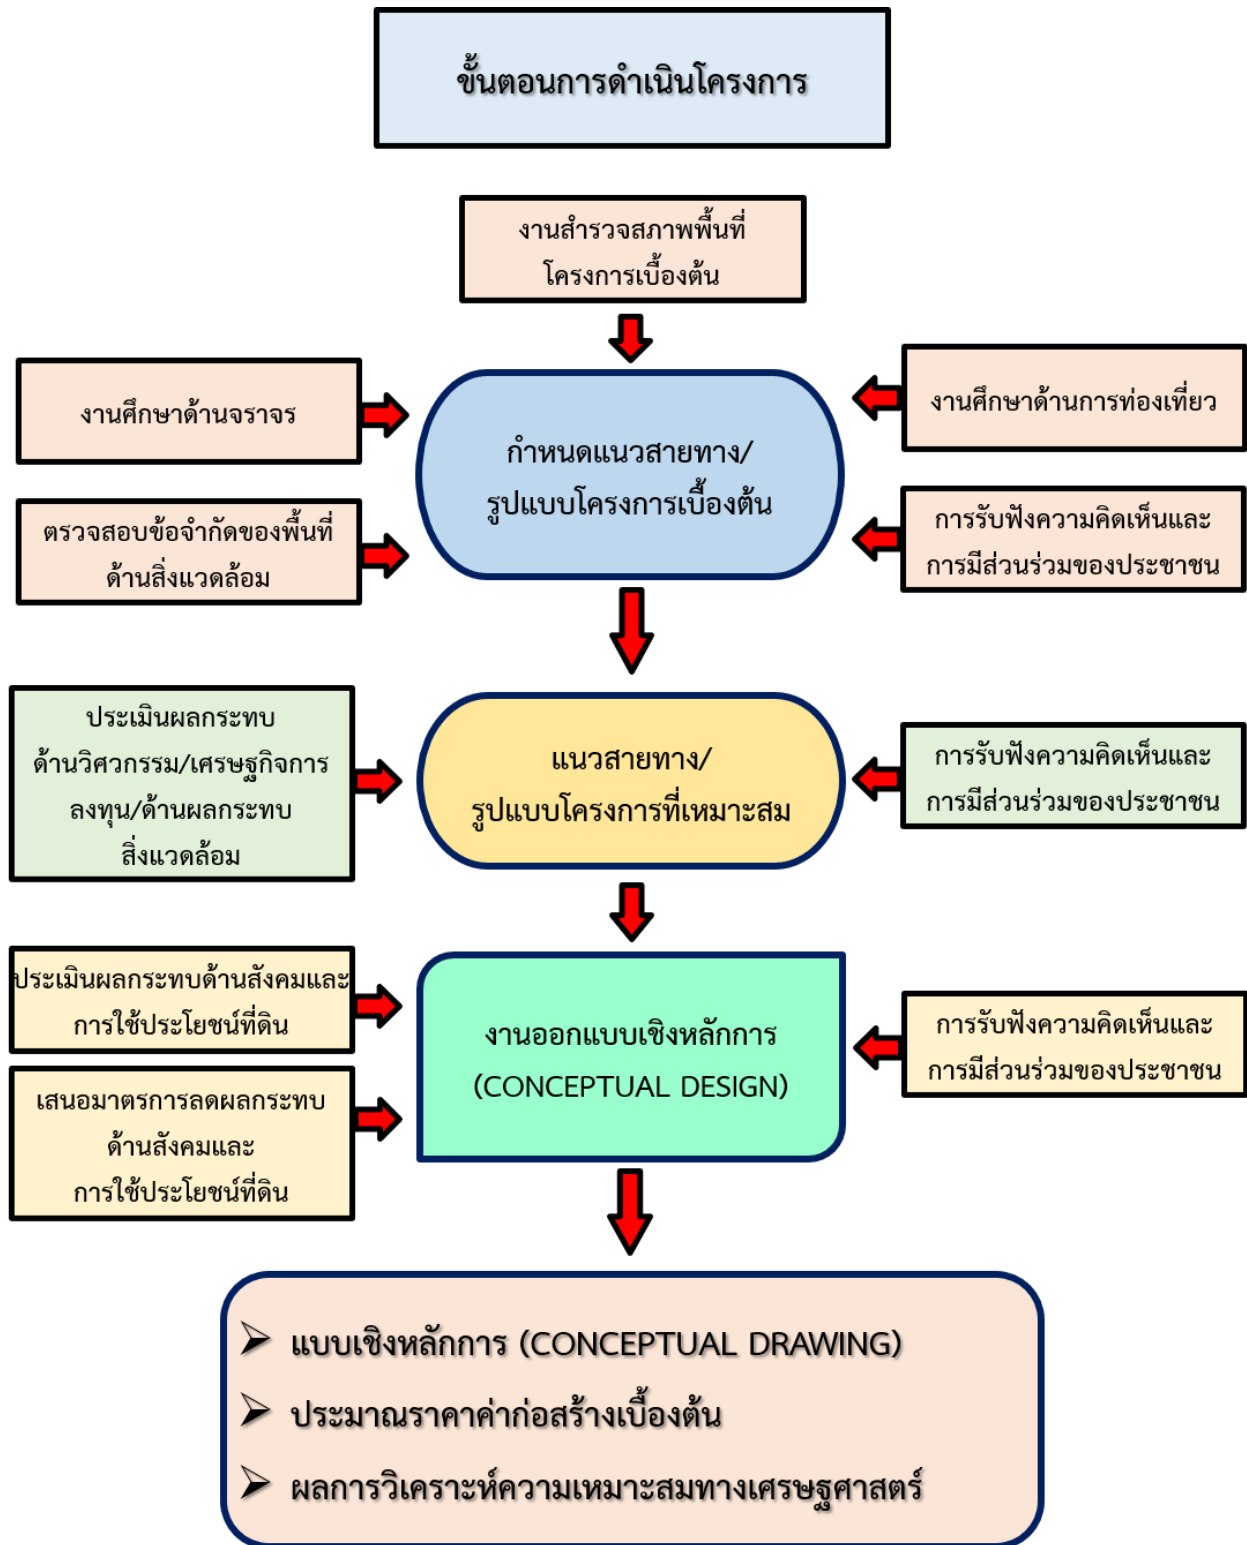 ขั้นตอนการดำเนินโครงการ
งานสำรวจสภาพพื้นที่
โครงการเบื้องต้น
งานศึกษาด้านจราจร
งานศึกษาด้านการท่องเที่ยว
กำหนดแนวสายทาง/
รูปแบบโครงการเบื้องต้น
ตรวจสอบข้อจำกัดของพื้นที่
ด้านสิ่งแวดล้อม
การรับฟังความคิดเห็นและ
การมีส่วนร่วมของประชาชน
ประเมินผลกระทบ
ด้านวิศวกรรม/เศรษฐกิจการ
ลงทุน/ด้านผลกระทบ
สิ่งแวดล้อม
แนวสายทาง/
รูปแบบโครงการที่เหมาะสม
การรับฟังความคิดเห็นและ
การมีส่วนร่วมของประชาชน
ประเมินผลกระทบด้านสังคมและ
การใช้ประโยชน์ที่ดิน
เสนอมาตรการลดผลกระทบ
ด้านสังคมและ
การใช้ประโยชน์ที่ดิน
งานออกแบบเชิงหลักการ
(CONCEPTUAL DESIGN)
การรับฟังความคิดเห็นและ
การมีส่วนร่วมของประชาชน
➢ แบบเชิงหลักการ (CONCEPTUAL DRAWING)
➢ ประมาณราคาค่าก่อสร้างเบื้องต้น
➢ ผลการวิเคราะห์ความเหมาะสมทางเศรษฐศาสตร์